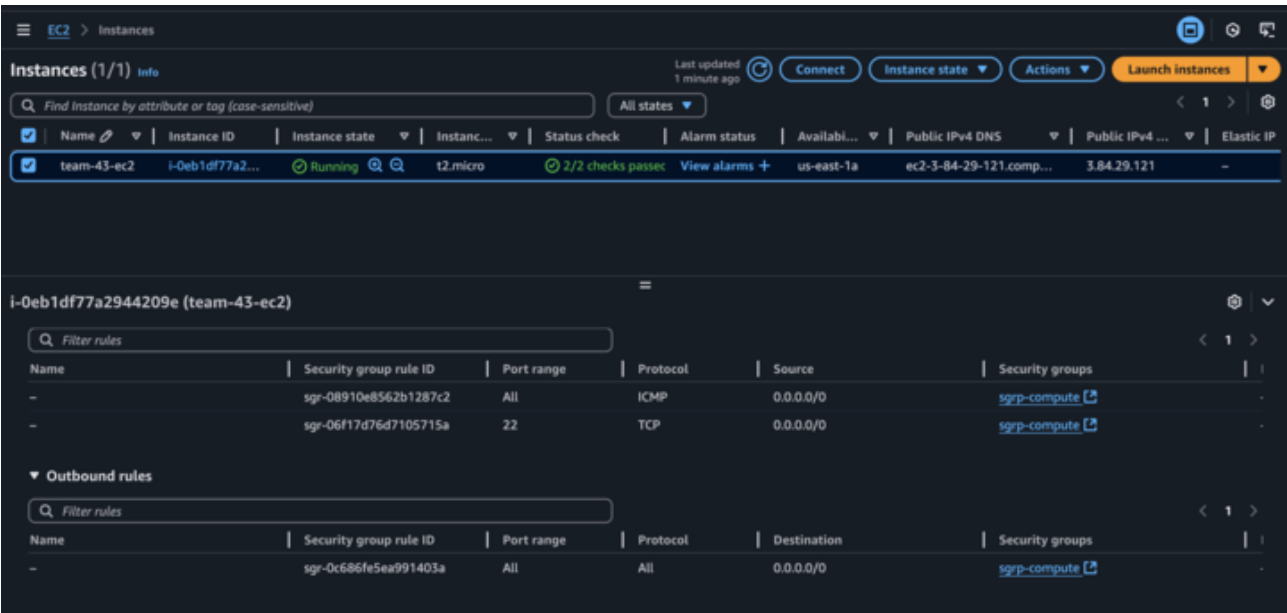 EC2 > Instances
Instances (1/1) Info
Last updated
1 minute ago
Connect
Instance state
Actions
Launch instances
Find Instance by attribute or tag (case-sensitive)
All states
1
Name Instance ID Instance state Instanc... Status check Alarm status Availabi... Public IPv4 DNS Public IPv4 ... Elastic IP
team-43-ec2 i-0eb1df77a2... Running t2.micro 2/2 checks passec View alarms + us-east-1a ec2-3-84-29-121.comp... 3.84.29.121 –
i-0eb1df77a2944209e (team-43-ec2)
Filter rules
1
Name Security group rule ID Port range Protocol Source Security groups
– sgr-08910e8562b1287c2 All ICMP 0.0.0.0/0 sgrp-compute
– sgr-06f17d76d7105715a 22 TCP 0.0.0.0/0 sgrp-compute
Outbound rules
Filter rules
1
Name Security group rule ID Port range Protocol Destination Security groups
– sgr-0c686fe5ea991403a All All 0.0.0.0/0 sgrp-compute